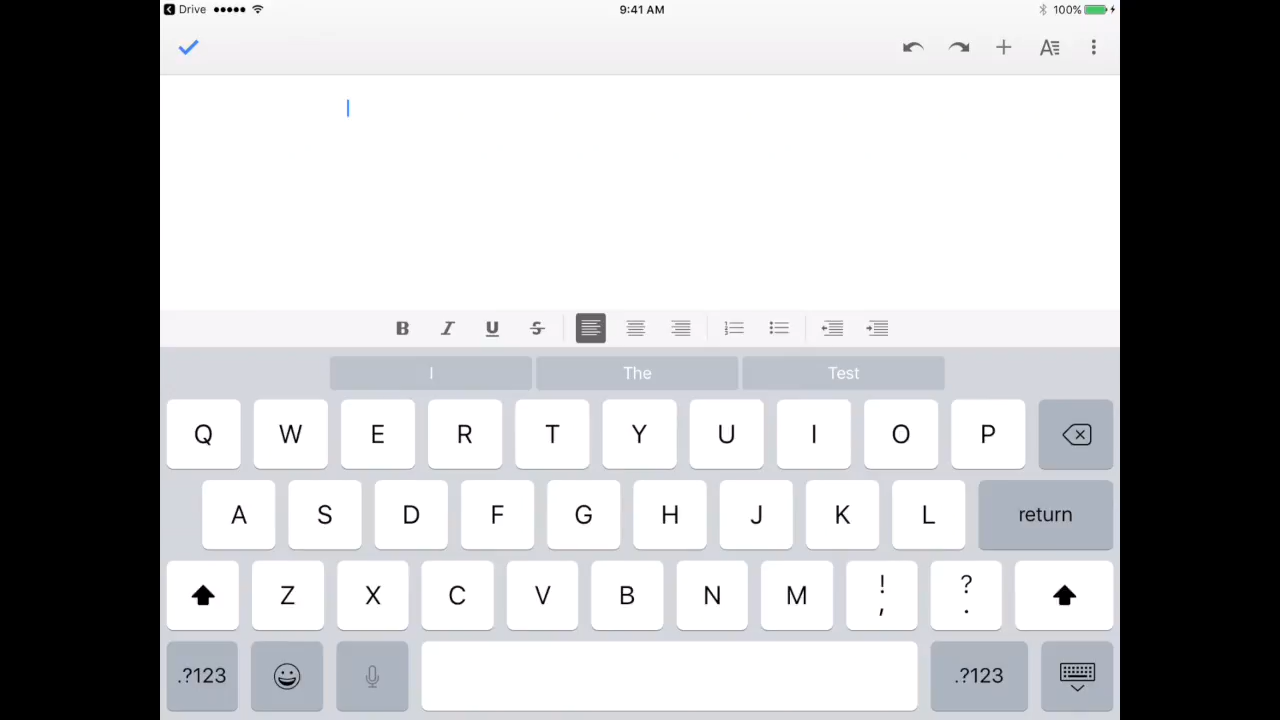 Drive 9:41 AM 100%
A
B I U S
I The Test
Q W E R T Y U I O P
A S D F G H J K L return
Z X C V B N M ! , ? .
.?123 .?123